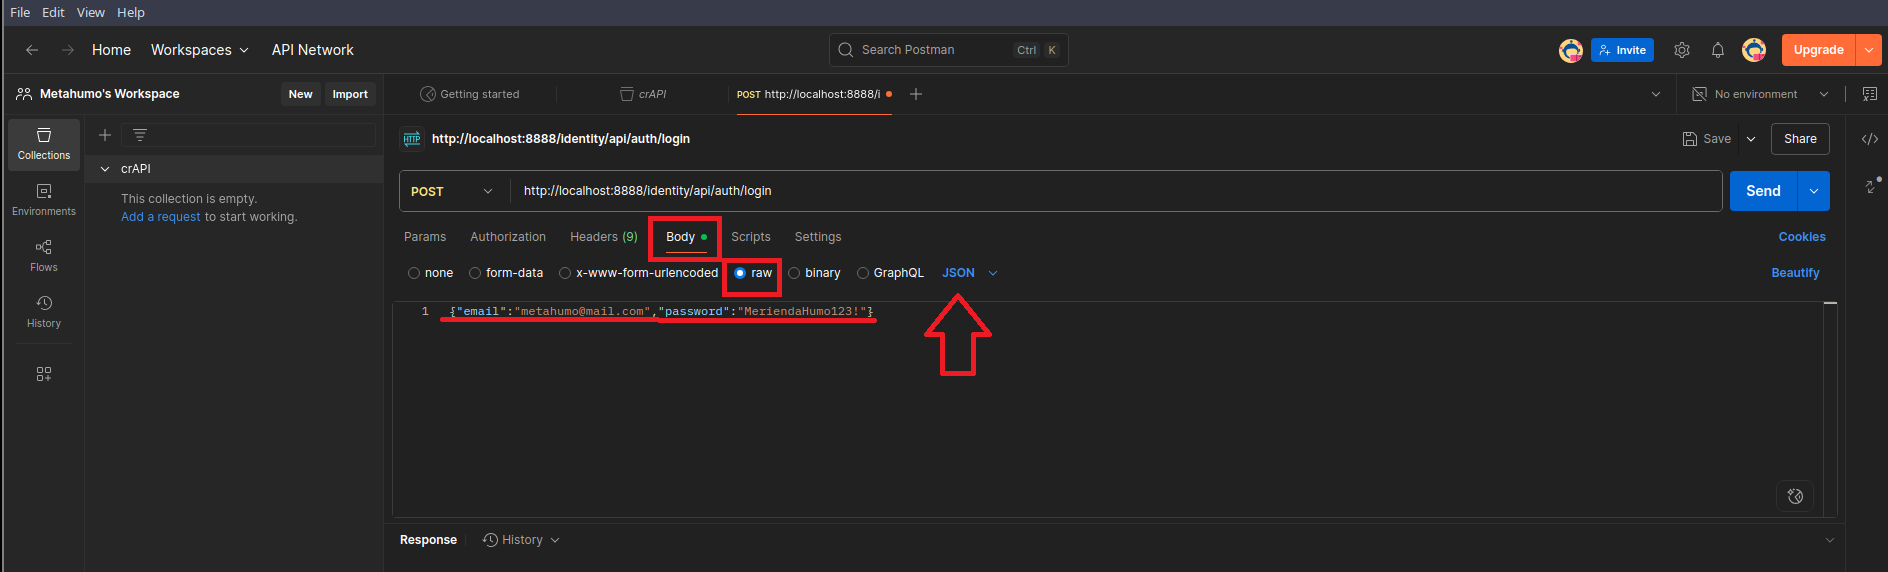 File Edit View Help
Home Workspaces API Network Search Postman Ctrl K Invite Upgrade
Metahumo's Workspace New Import Getting started crAPI POST http://localhost:8888/i No environment
Collections
Environments
Flows
History
crAPI
This collection is empty.
Add a request to start working.
HTTP http://localhost:8888/identity/api/auth/login Save Share
POST http://localhost:8888/identity/api/auth/login Send
Params Authorization Headers (9) Body Scripts Settings Cookies
none form-data x-www-form-urlencoded raw binary GraphQL JSON Beautify
1 {"email":"metahumo@mail.com","password":"MeriendaHumo123!"}
Response History